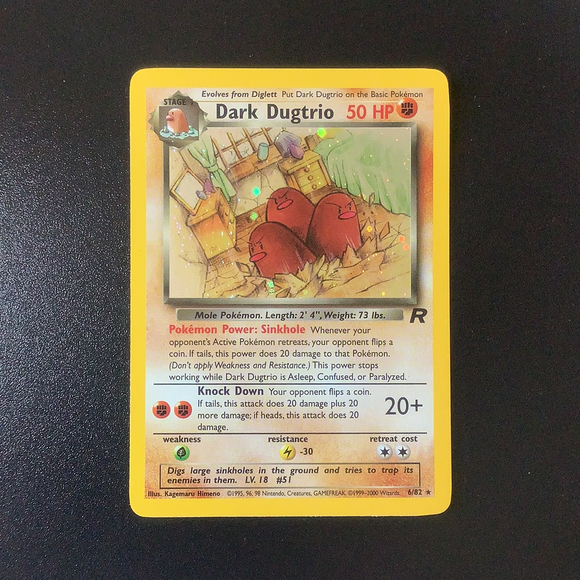 Evolves from Diglett Put Dark Dugtrio on the Basic Pokémon
STAGE 1
Dark Dugtrio 50 HP
Mole Pokémon. Length: 2' 4", Weight: 73 lbs.
R
Pokémon Power: Sinkhole Whenever your
opponent's Active Pokémon retreats, your opponent flips a
coin. If tails, this power does 20 damage to that Pokémon.
(Don't apply Weakness and Resistance.) This power stops
working while Dark Dugtrio is Asleep, Confused, or Paralyzed.
Knock Down Your opponent flips a coin.
If tails, this attack does 20 damage plus 20
more damage; if heads, this attack does 20
damage.
20+
weakness resistance retreat cost
-30
Digs large sinkholes in the ground and tries to trap its
enemies in them. LV. 18 #51
Illus. Kagemaru Himeno ©1995, 96, 98 Nintendo, Creatures, GAMEFREAK. ©1999-2000 Wizards. 6/82 ★